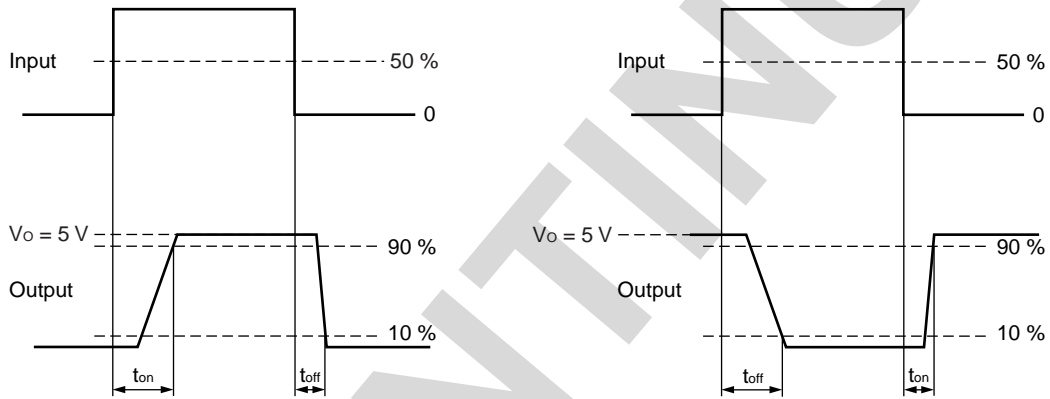 Input
50 %
0
Vo = 5 V
90 %
Output
10 %
ton
toff
Input
50 %
0
Vo = 5 V
90 %
Output
10 %
toff
ton